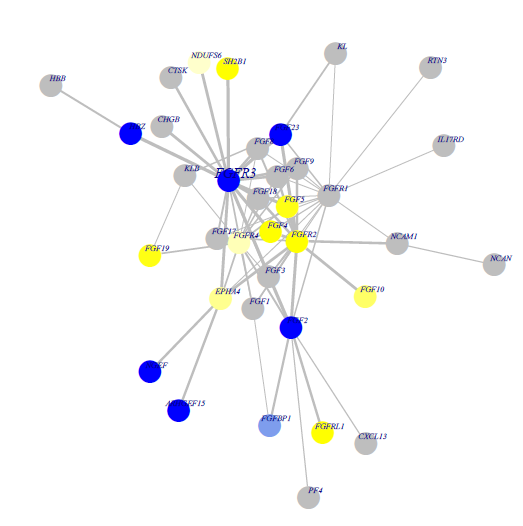 KL
NDUFS6
SH2B1
RTN3
CTSK
HBB
CHGB
IL17RD
FGF9
KLB
FGF6
FGFR3
FGFR1
FGF18
FGF5
FGF4
FGF17
FGFR4
FGFR2
NCAM1
FGF19
NCAN
FGF3
EPHA4
FGF10
FGF1
FGFBP1
FGFRL1
CXCL13
PF4